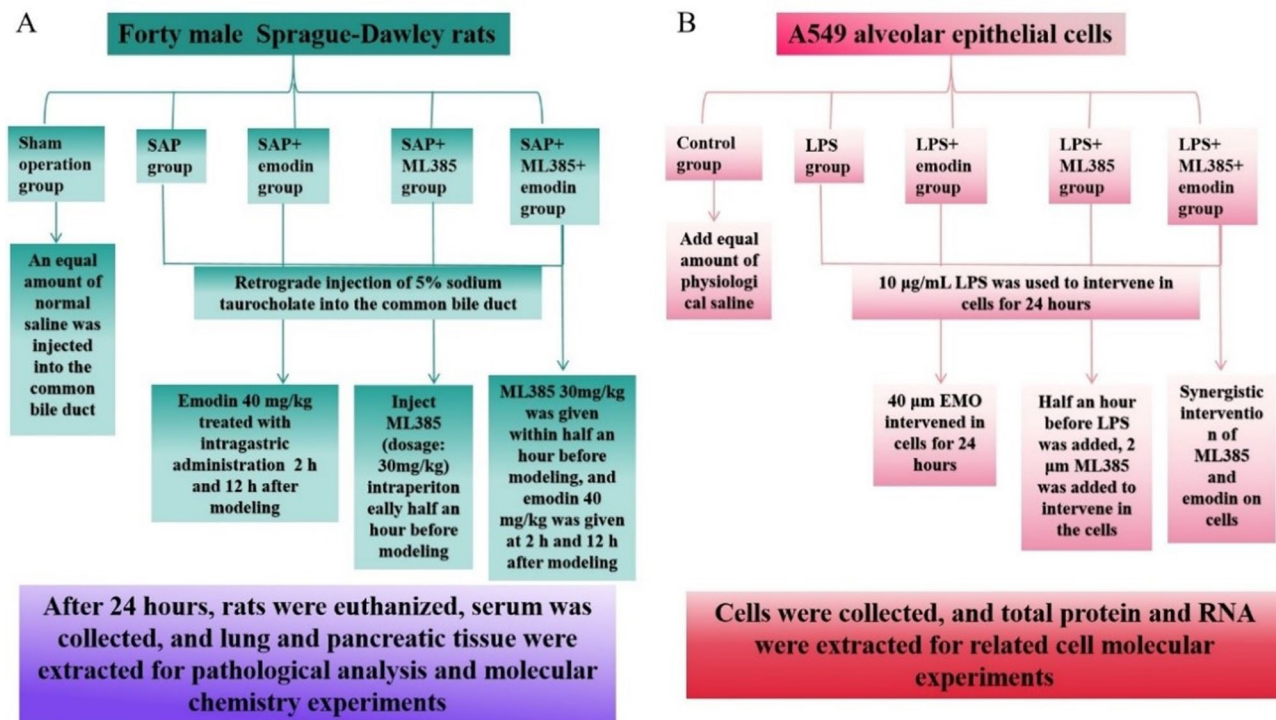 A
Forty male Sprague-Dawley rats
Sham
operation
group
SAP
group
SAP+
emodin
group
SAP+
ML385
group
SAP+
ML385+
emodin
group
An equal
amount of
normal
saline was
injected
into the
common
bile duct
Retrograde injection of 5% sodium
taurocholate into the common bile duct
Emodin 40 mg/kg
treated with
intragastric
administration 2 h
and 12 h after
modeling
Inject
ML385
(dosage:
30mg/kg)
intraperiton
eally half an
hour before
modeling
ML385 30mg/kg
was given
within half an
hour before
modeling, and
emodin 40
mg/kg was given
at 2 h and 12 h
after modeling
After 24 hours, rats were euthanized, serum was
collected, and lung and pancreatic tissue were
extracted for pathological analysis and molecular
chemistry experiments
B
A549 alveolar epithelial cells
Control
group
LPS
group
LPS+
emodin
group
LPS+
ML385
group
LPS+
ML385+
emodin
group
Add equal
amount of
physiologi
cal saline
10 μg/mL LPS was used to intervene in
cells for 24 hours
40 μm EMO
intervened in
cells for 24
hours
Half an hour
before LPS
was added, 2
μm ML385
was added to
intervene in
the cells
Synergistic
interventio
n of
ML385 and
emodin on
cells
Cells were collected, and total protein and RNA
were extracted for related cell molecular
experiments